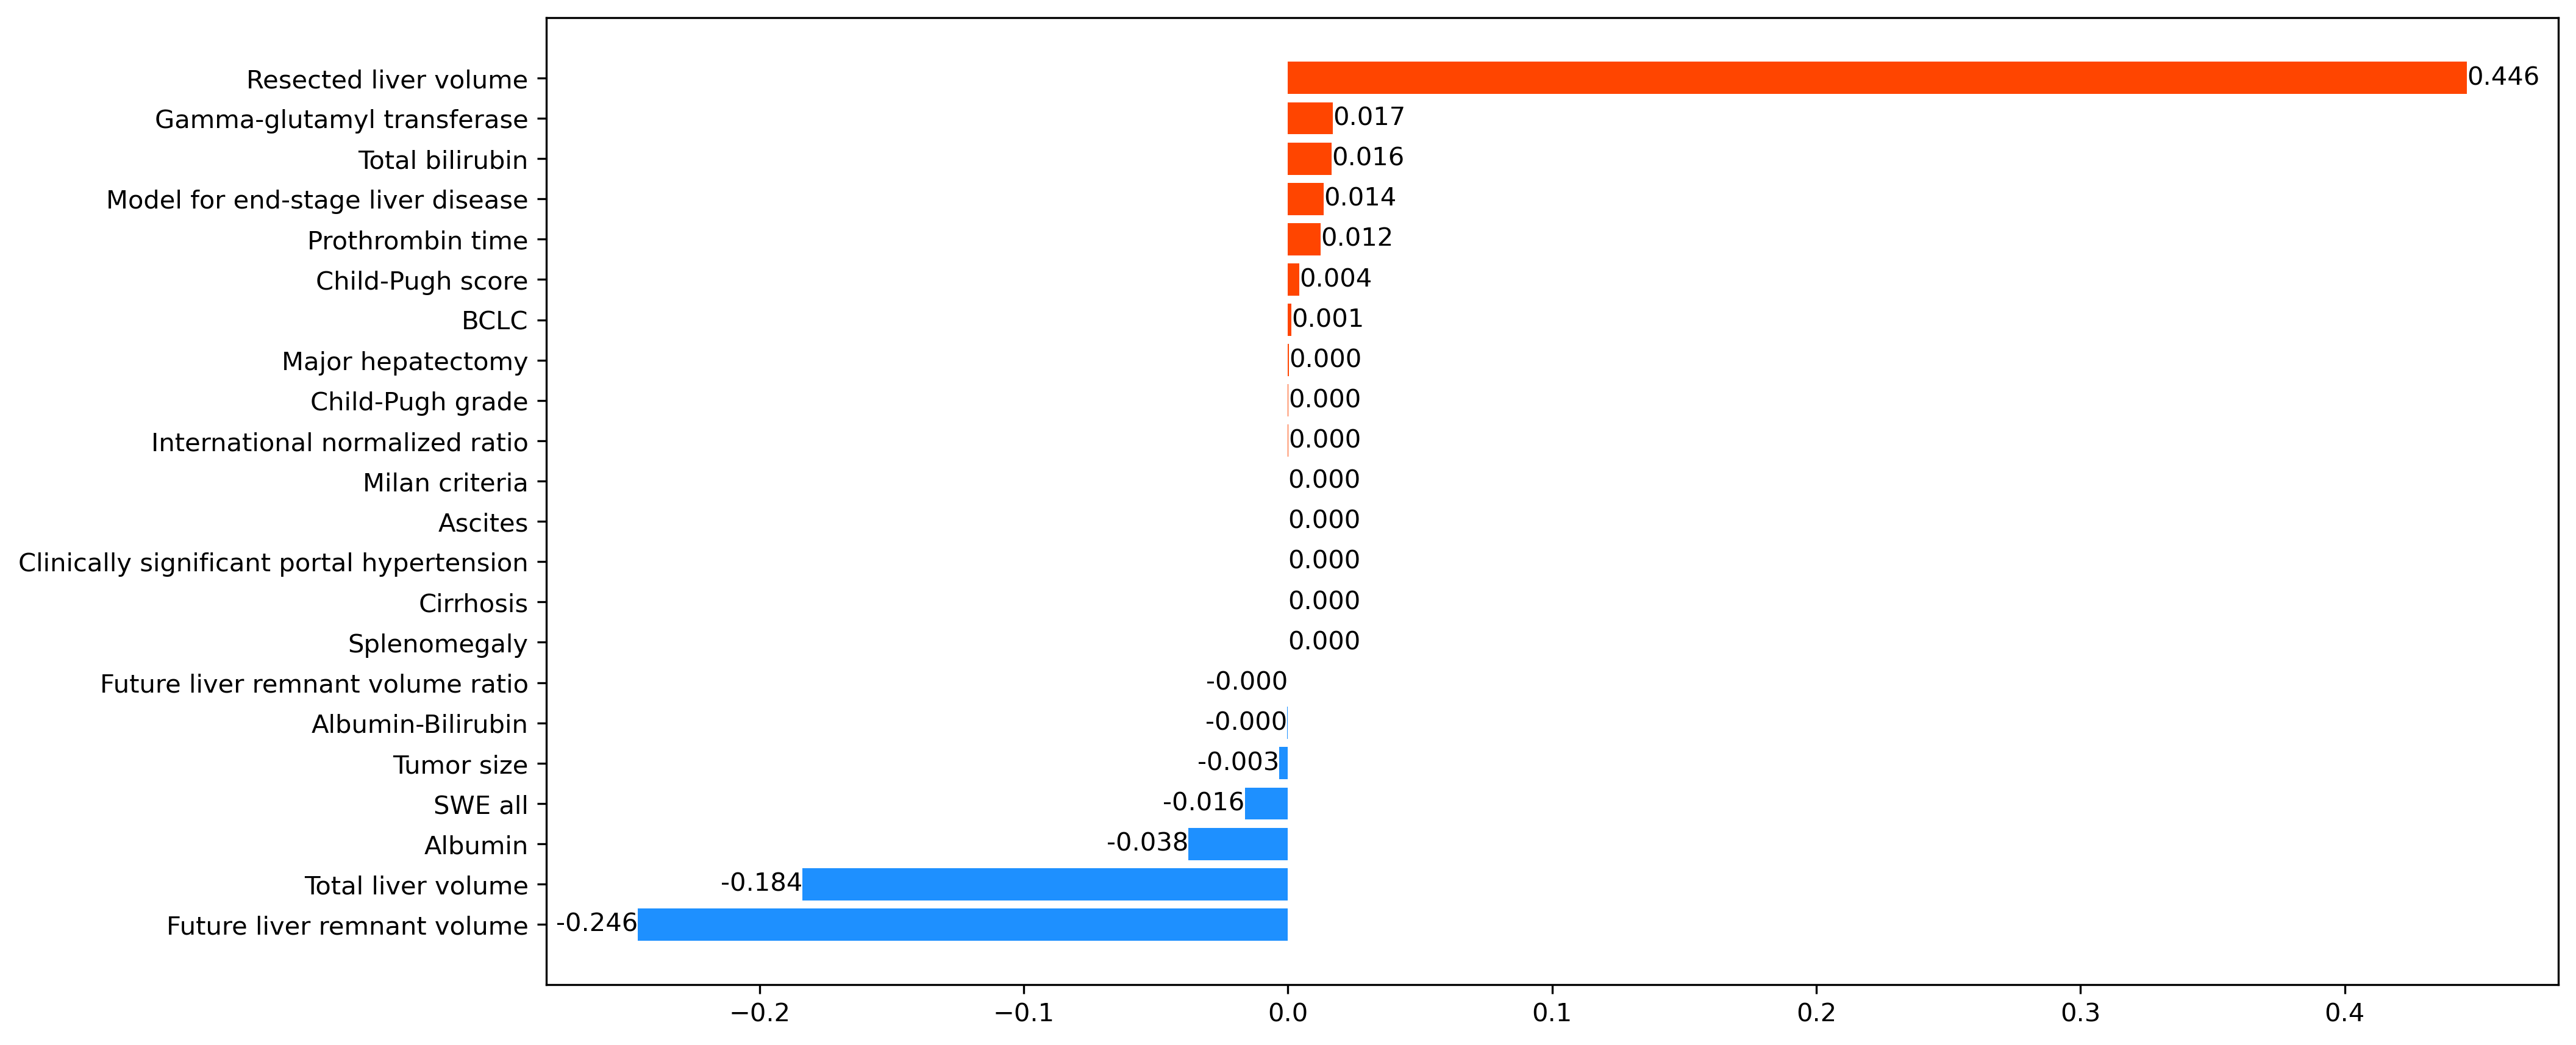 Resected liver volume 0.446
Gamma-glutamyl transferase 0.017
Total bilirubin 0.016
Model for end-stage liver disease 0.014
Prothrombin time 0.012
Child-Pugh score 0.004
BCLC 0.001
Major hepatectomy 0.000
Child-Pugh grade 0.000
International normalized ratio 0.000
Milan criteria 0.000
Ascites 0.000
Clinically significant portal hypertension 0.000
Cirrhosis 0.000
Splenomegaly 0.000
Future liver remnant volume ratio -0.000
Albumin-Bilirubin -0.000
Tumor size -0.003
SWE all -0.016
Albumin -0.038
Total liver volume -0.184
Future liver remnant volume -0.246
−0.2 −0.1 0.0 0.1 0.2 0.3 0.4